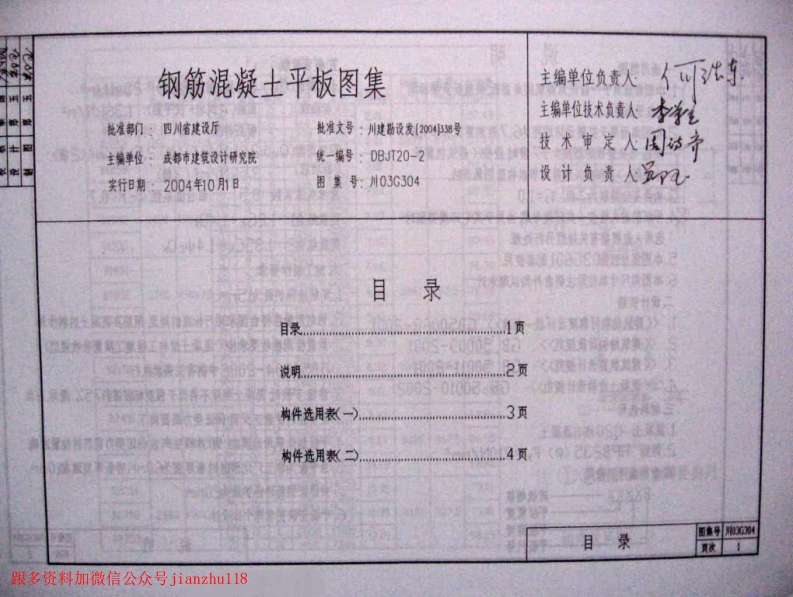 钢筋混凝土平板图集
批准部门： 四川省建设厅 批准文号： 川建勘设发[2004]338号
主编单位： 成都市建筑设计研究院 统一编号： DBJT20-2
实行日期： 2004年10月1日 图 集 号： 川03G304
主编单位负责人
主编单位技术负责人
技 术 审 定 人
设 计 负 责 人
目 录
目录......1页
说明......2页
构件选用表(一)......3页
构件选用表(二)......4页
目 录
图集号 川03G304
页次 1
设 计
制 图
跟多资料加微信公众号jianzhu118